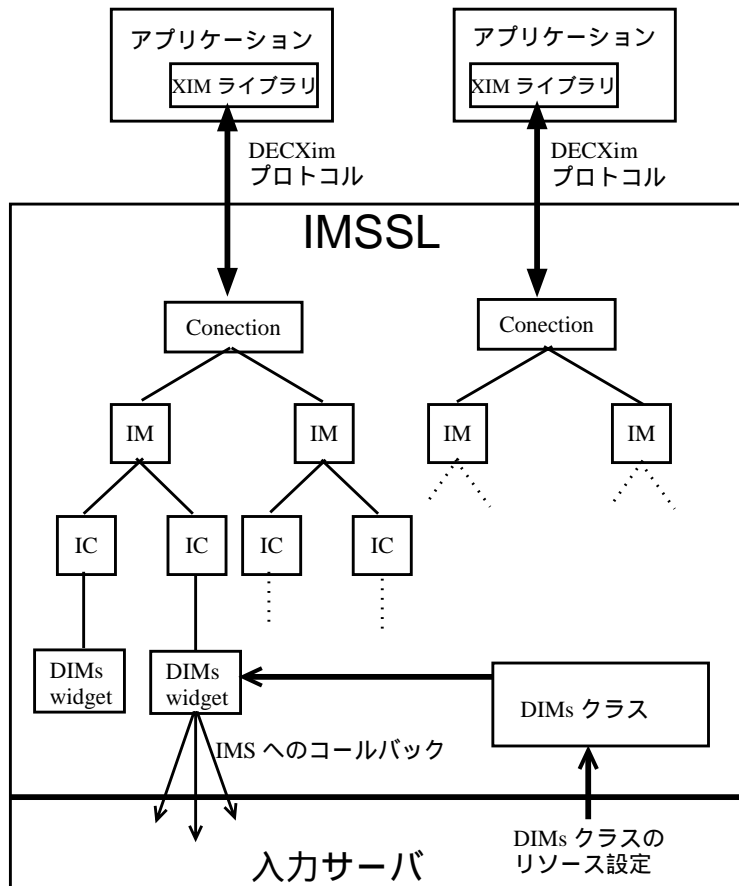 アプリケーション
XIM ライブラリ
アプリケーション
XIM ライブラリ
DECXim
プロトコル
DECXim
プロトコル
IMSSL
Conection
Conection
IM
IM
IM
IM
IC
IC
IC
IC
DIMs
widget
DIMs
widget
DIMs クラス
IMS へのコールバック
DIMs クラスの
リソース設定
入力サーバ